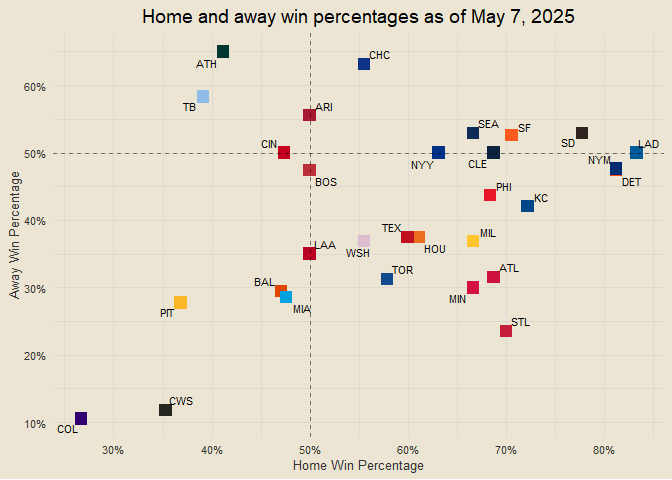 Home and away win percentages as of May 7, 2025
ATH
CHC
60%
TB
ARI
SEA
SF
CIN
SD
LAD
50%
NYY
CLE
NYM
BOS
DET
PHI
KC
40%
TEX
MIL
LAA
WSH
HOU
TOR
ATL
30%
BAL
MIN
MIA
PIT
STL
20%
CWS
10%
COL
30%
40%
50%
60%
70%
80%
Home Win Percentage
Away Win Percentage